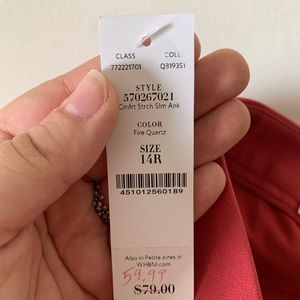 CLASS COLL
772221701 QB19351
STYLE
570267021
Cmfrt Strch Slm Ank
COLOR
Fire Quartz
SIZE
14R
451012560189
Also in Petite sizes at
WHBM.com
59.99
$79.00